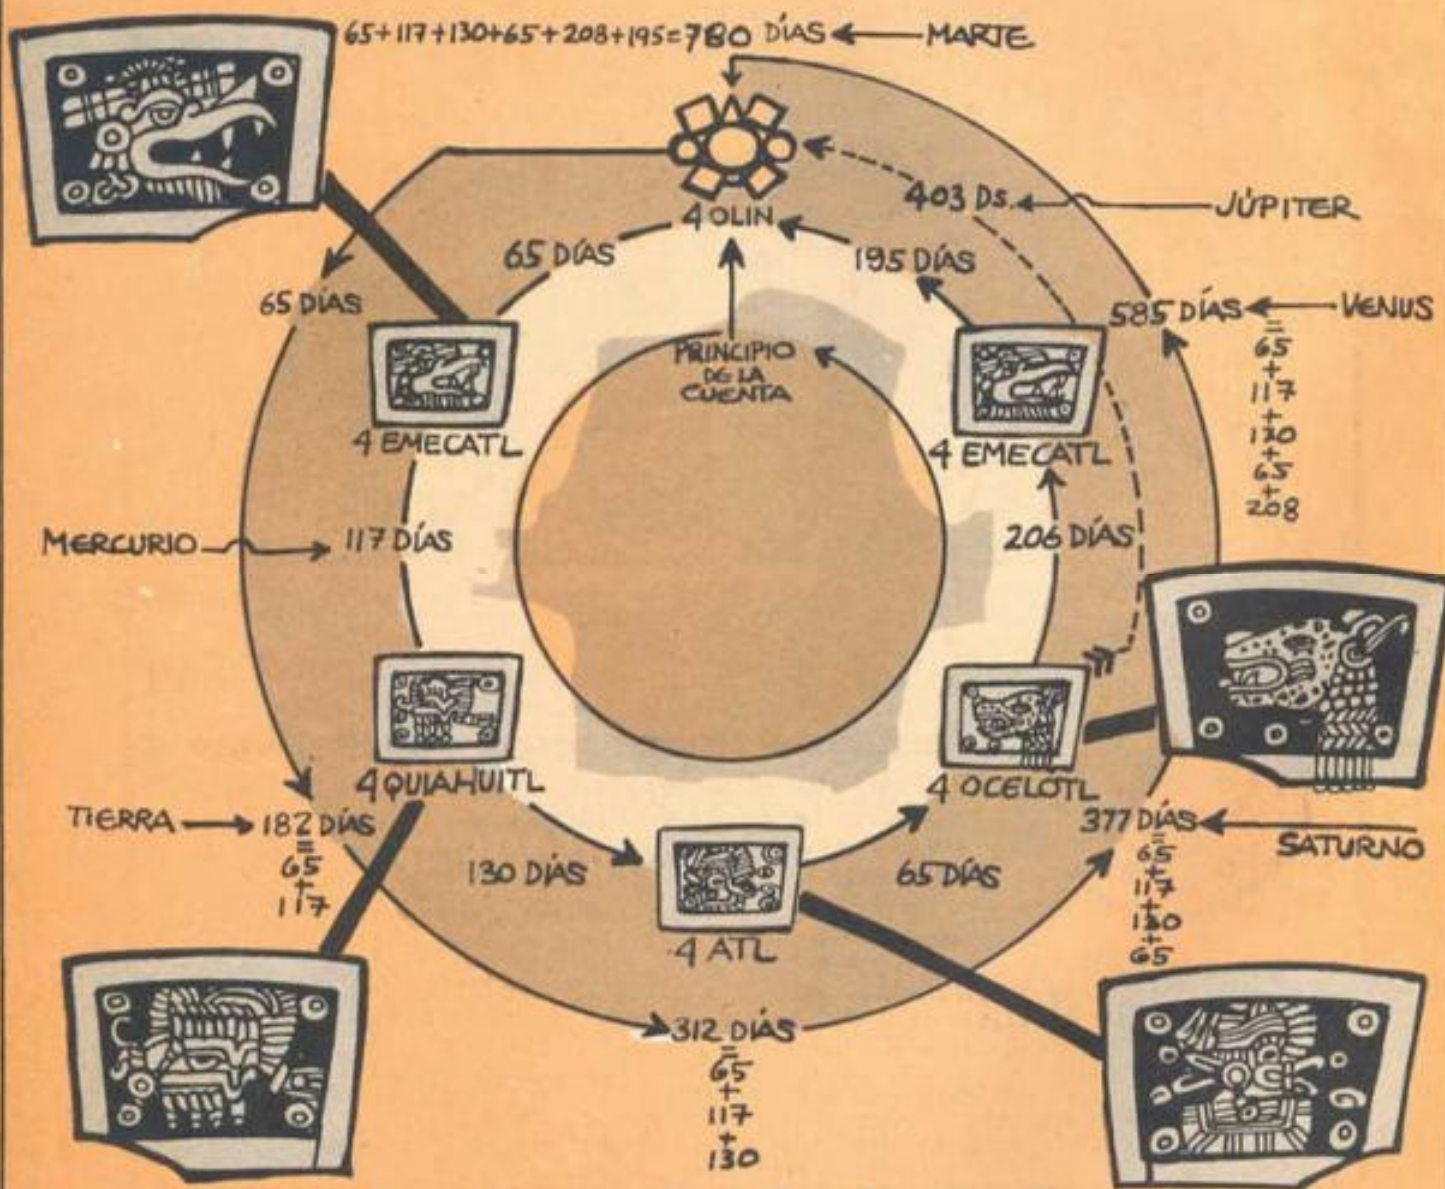 65+117+130+65+208+195=780 DÍAS ← MARTE
403 DS. ← JÚPITER
4 OLIN
65 DÍAS
195 DÍAS
65 DÍAS
585 DÍAS ← VENUS
=
65
+
117
+
130
+
65
+
208
PRINCIPIO
DE LA
CUENTA
4 EMECATL
4 EMECATL
MERCURIO → 117 DÍAS
206 DÍAS
4 QUIAHUITL
4 OCELÓTL
TIERRA → 182 DÍAS
=
65
+
117
377 DÍAS ← SATURNO
=
65
+
117
+
130
+
65
130 DÍAS
65 DÍAS
4 ATL
312 DÍAS
=
65
+
117
+
130